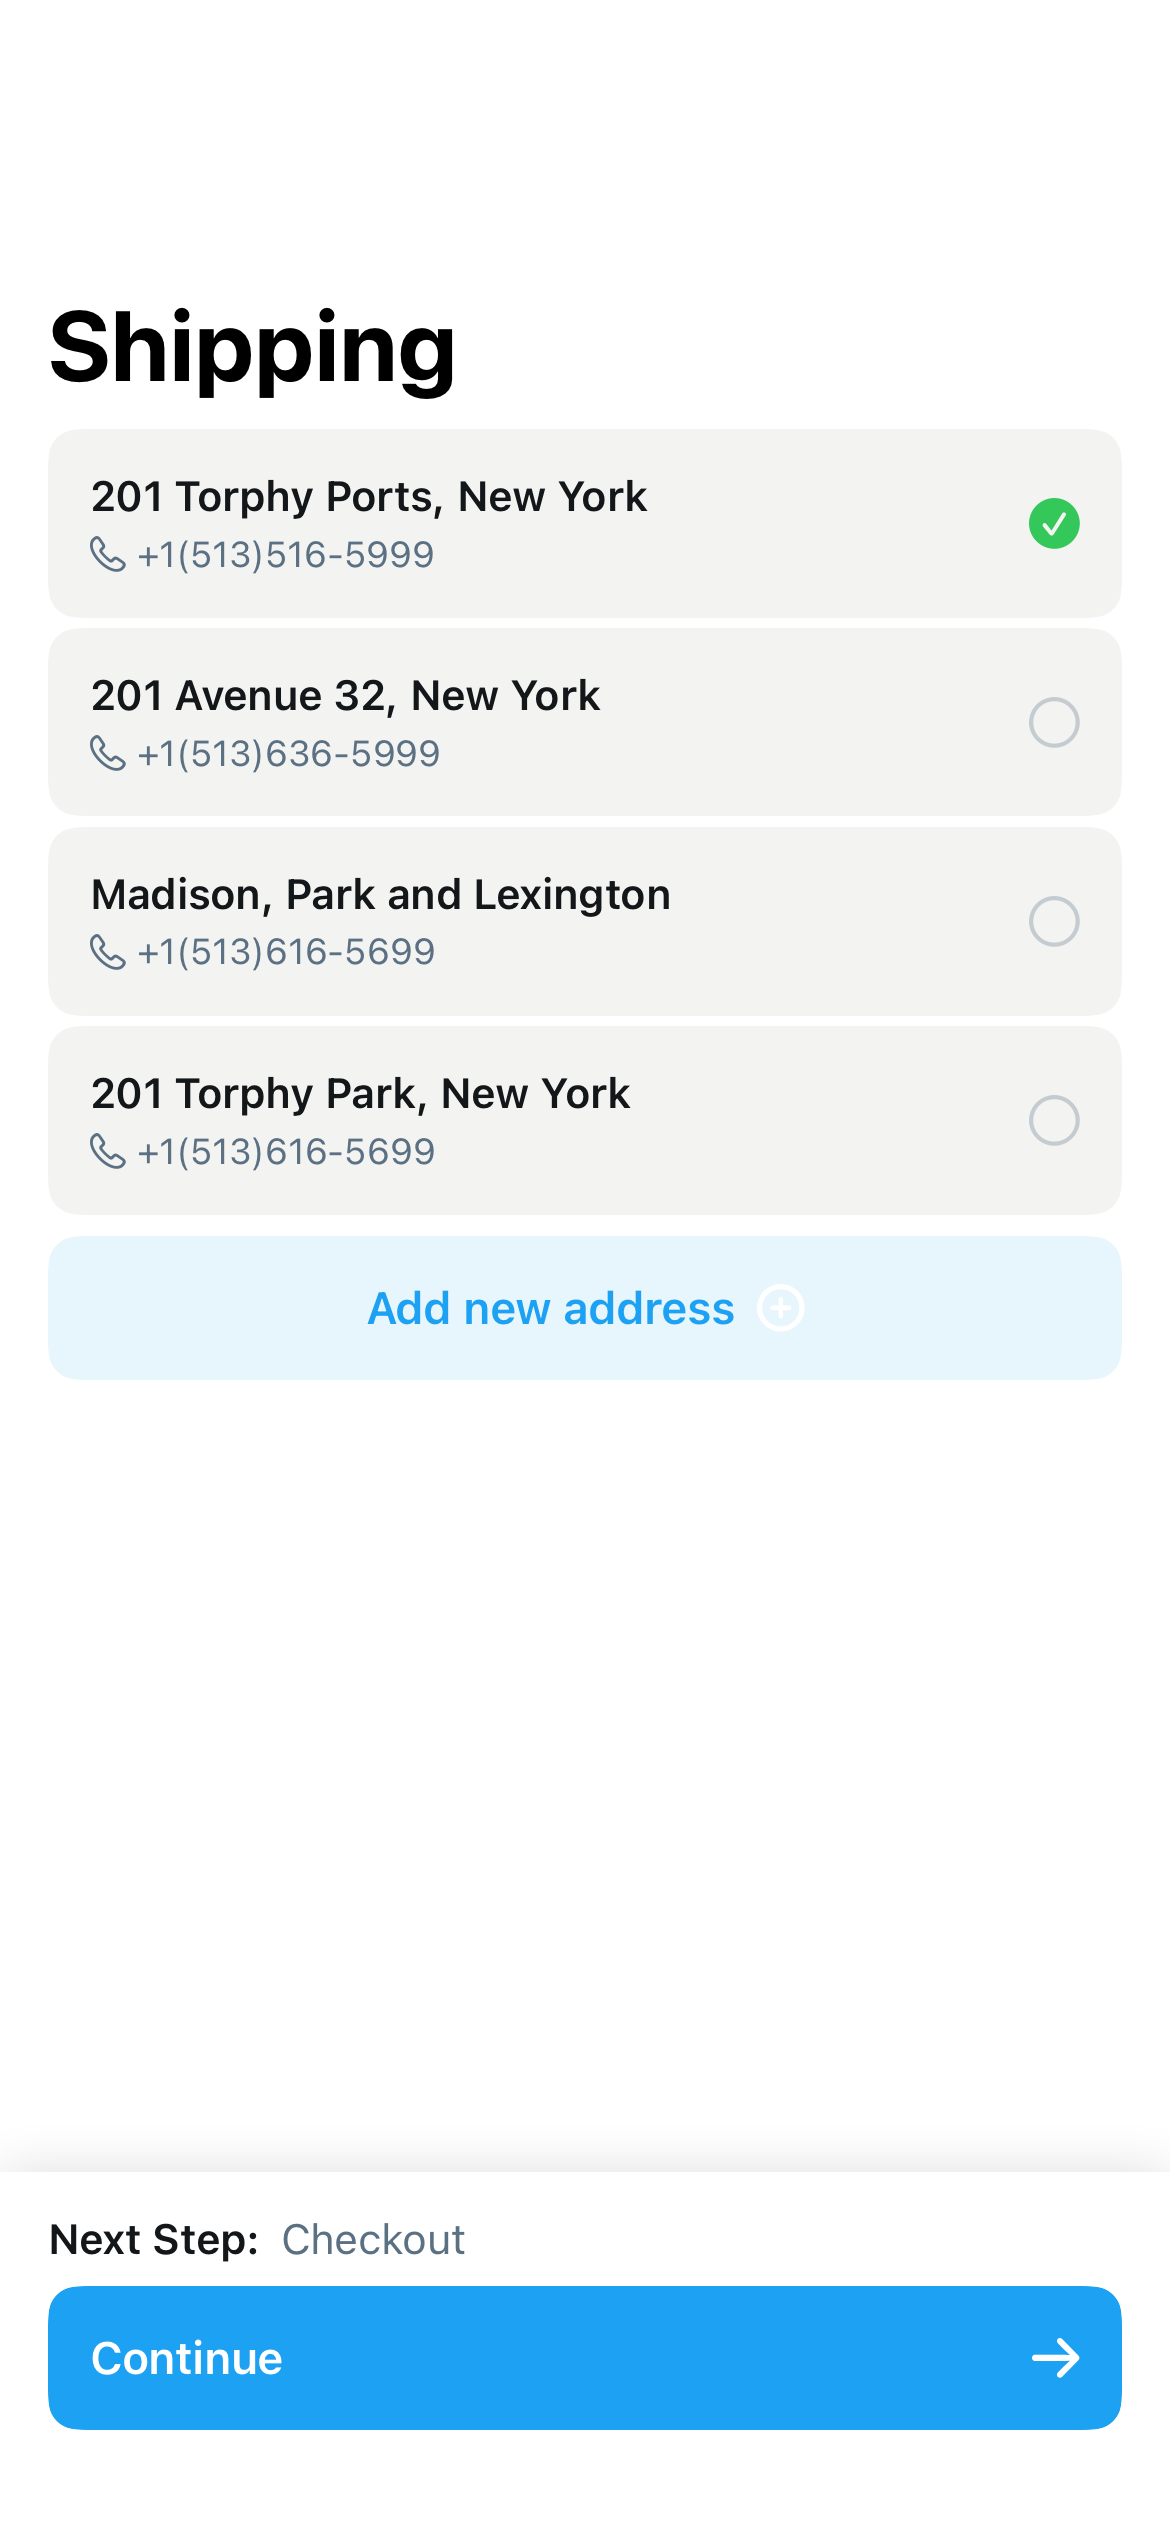 Shipping
201 Torphy Ports, New York
+1(513)516-5999
201 Avenue 32, New York
+1(513)636-5999
Madison, Park and Lexington
+1(513)616-5699
201 Torphy Park, New York
+1(513)616-5699
Add new address
Next Step: Checkout
Continue